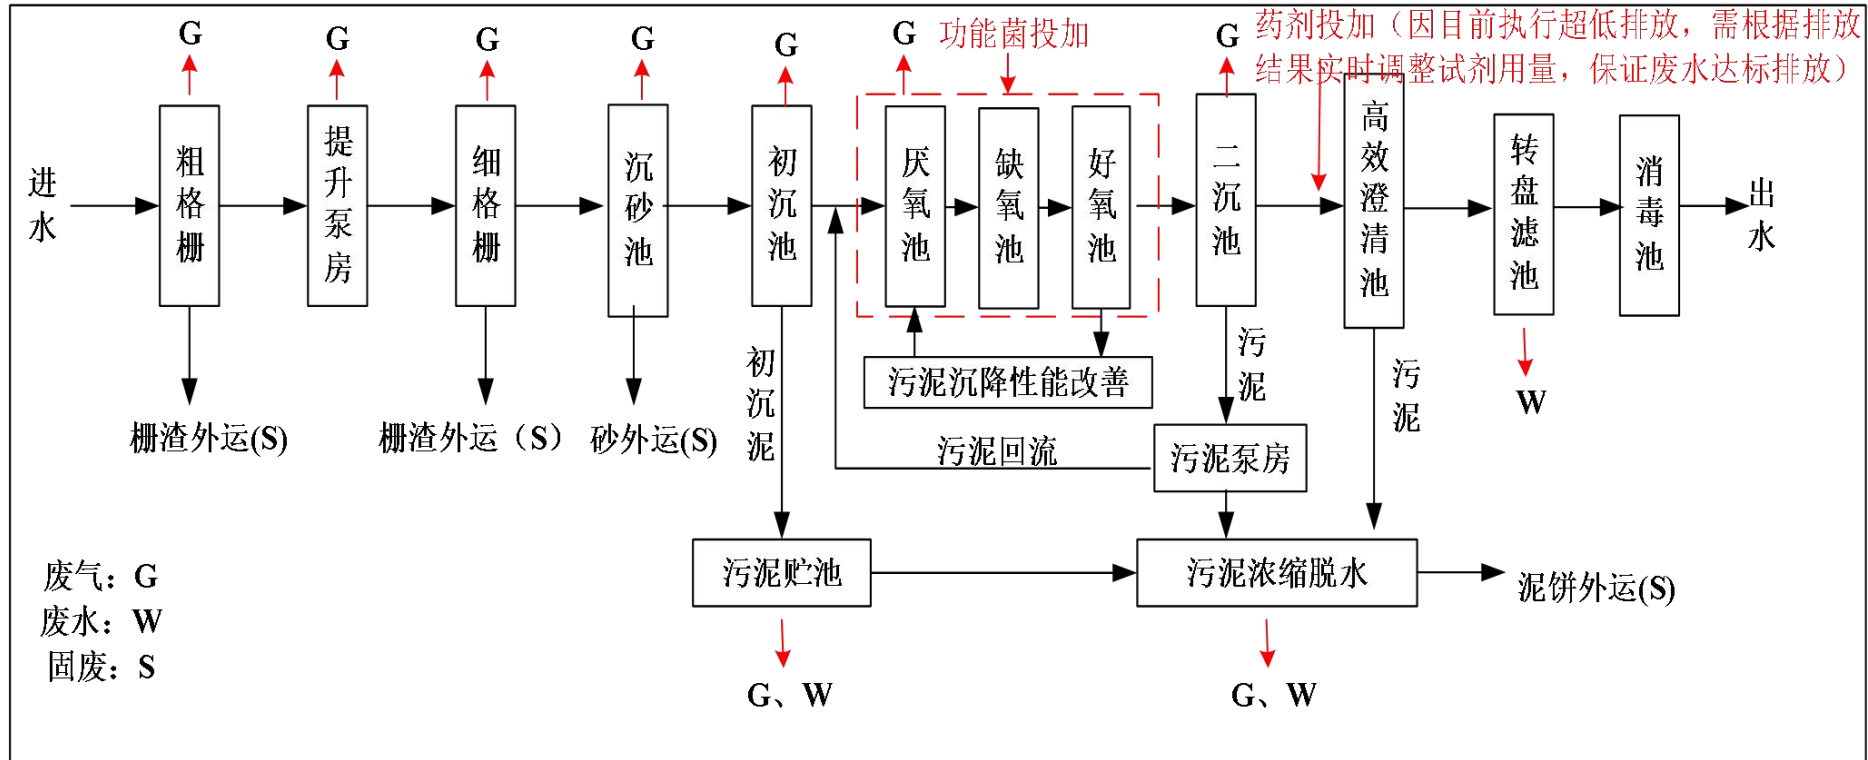 G
G
G
G
G
G
功能菌投加
G
药剂投加（因目前执行超低排放，需根据排放
结果实时调整试剂用量，保证废水达标排放）
进水
粗格栅
提升泵房
细格栅
沉砂池
初沉池
厌氧池
缺氧池
好氧池
二沉池
高效澄清池
转盘滤池
消毒池
出水
栅渣外运(S)
栅渣外运（S）
砂外运(S)
初沉泥
污泥沉降性能改善
污泥
污泥
W
污泥回流
污泥泵房
污泥贮池
污泥浓缩脱水
泥饼外运(S)
废气：G
废水：W
固废：S
G、W
G、W